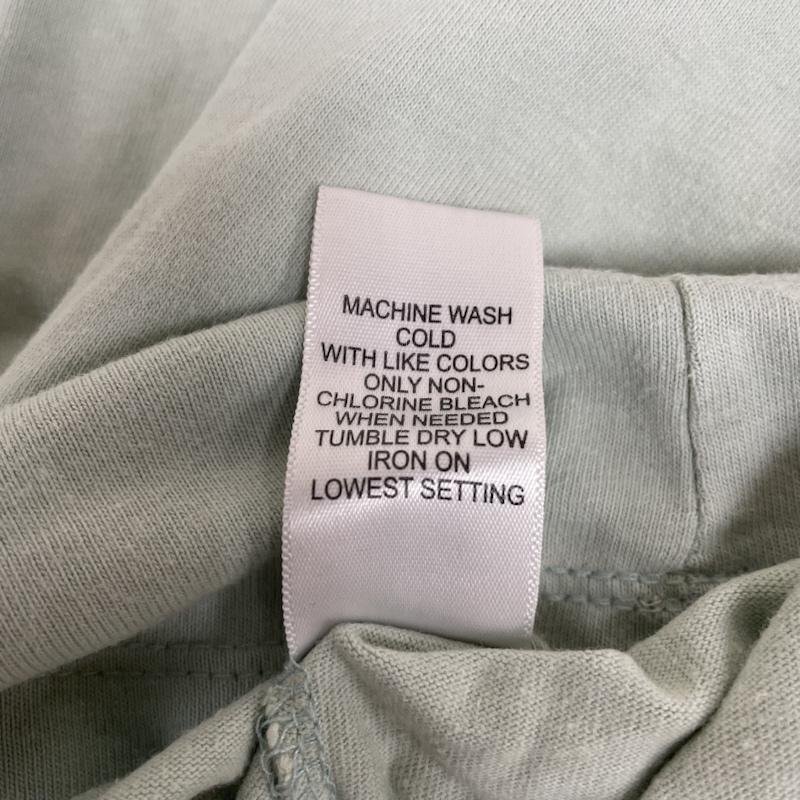 MACHINE WASH
COLD
WITH LIKE COLORS
ONLY NON-
CHLORINE BLEACH
WHEN NEEDED
TUMBLE DRY LOW
IRON ON
LOWEST SETTING